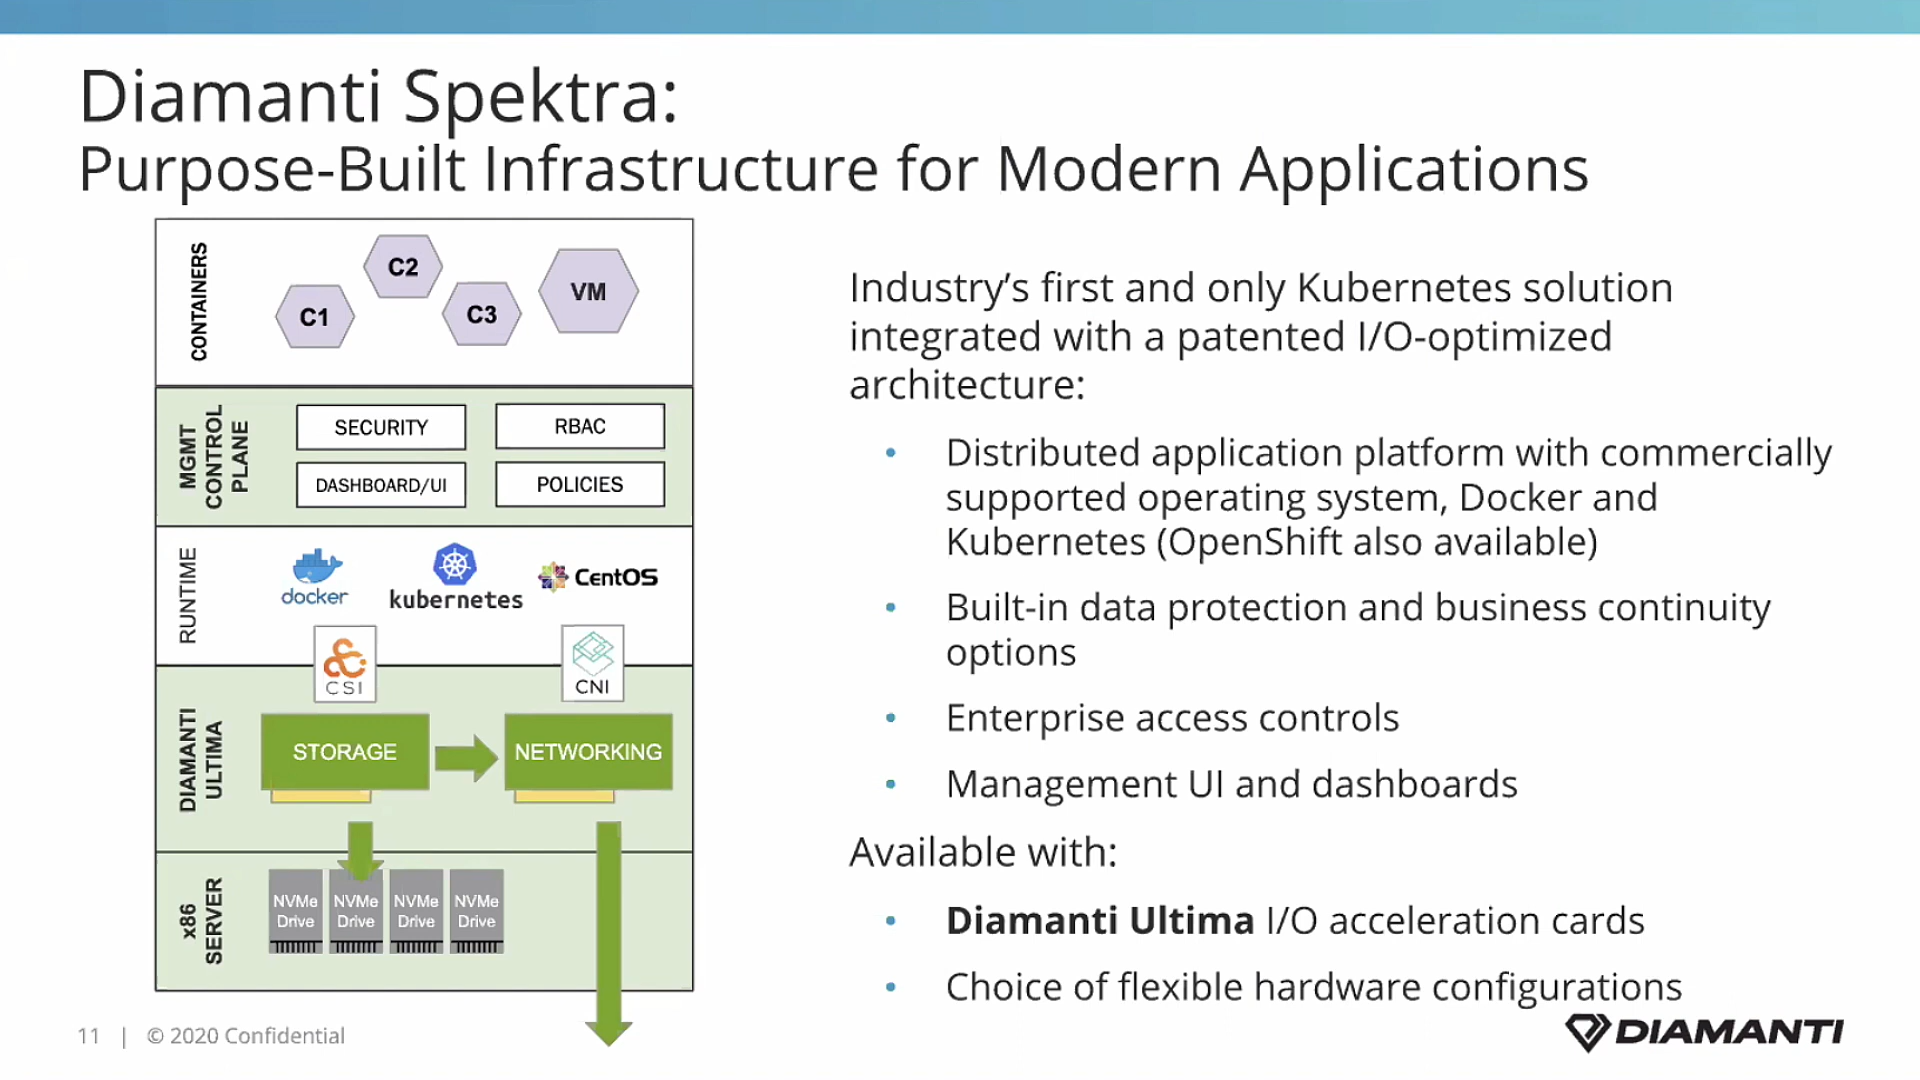 Diamanti Spektra:
Purpose-Built Infrastructure for Modern Applications
CONTAINERS
C1
C2
C3
VM
MGMT
CONTROL
PLANE
SECURITY
RBAC
DASHBOARD/UI
POLICIES
RUNTIME
docker
kubernetes
CentOS
CSI
CNI
DIAMANTI
ULTIMA
STORAGE
NETWORKING
x86
SERVER
NVMe
Drive
NVMe
Drive
NVMe
Drive
NVMe
Drive
Industry's first and only Kubernetes solution
integrated with a patented I/O-optimized
architecture:
• Distributed application platform with commercially
supported operating system, Docker and
Kubernetes (OpenShift also available)
• Built-in data protection and business continuity
options
• Enterprise access controls
• Management UI and dashboards
Available with:
• Diamanti Ultima I/O acceleration cards
• Choice of flexible hardware configurations
11 | © 2020 Confidential
DIAMANTI